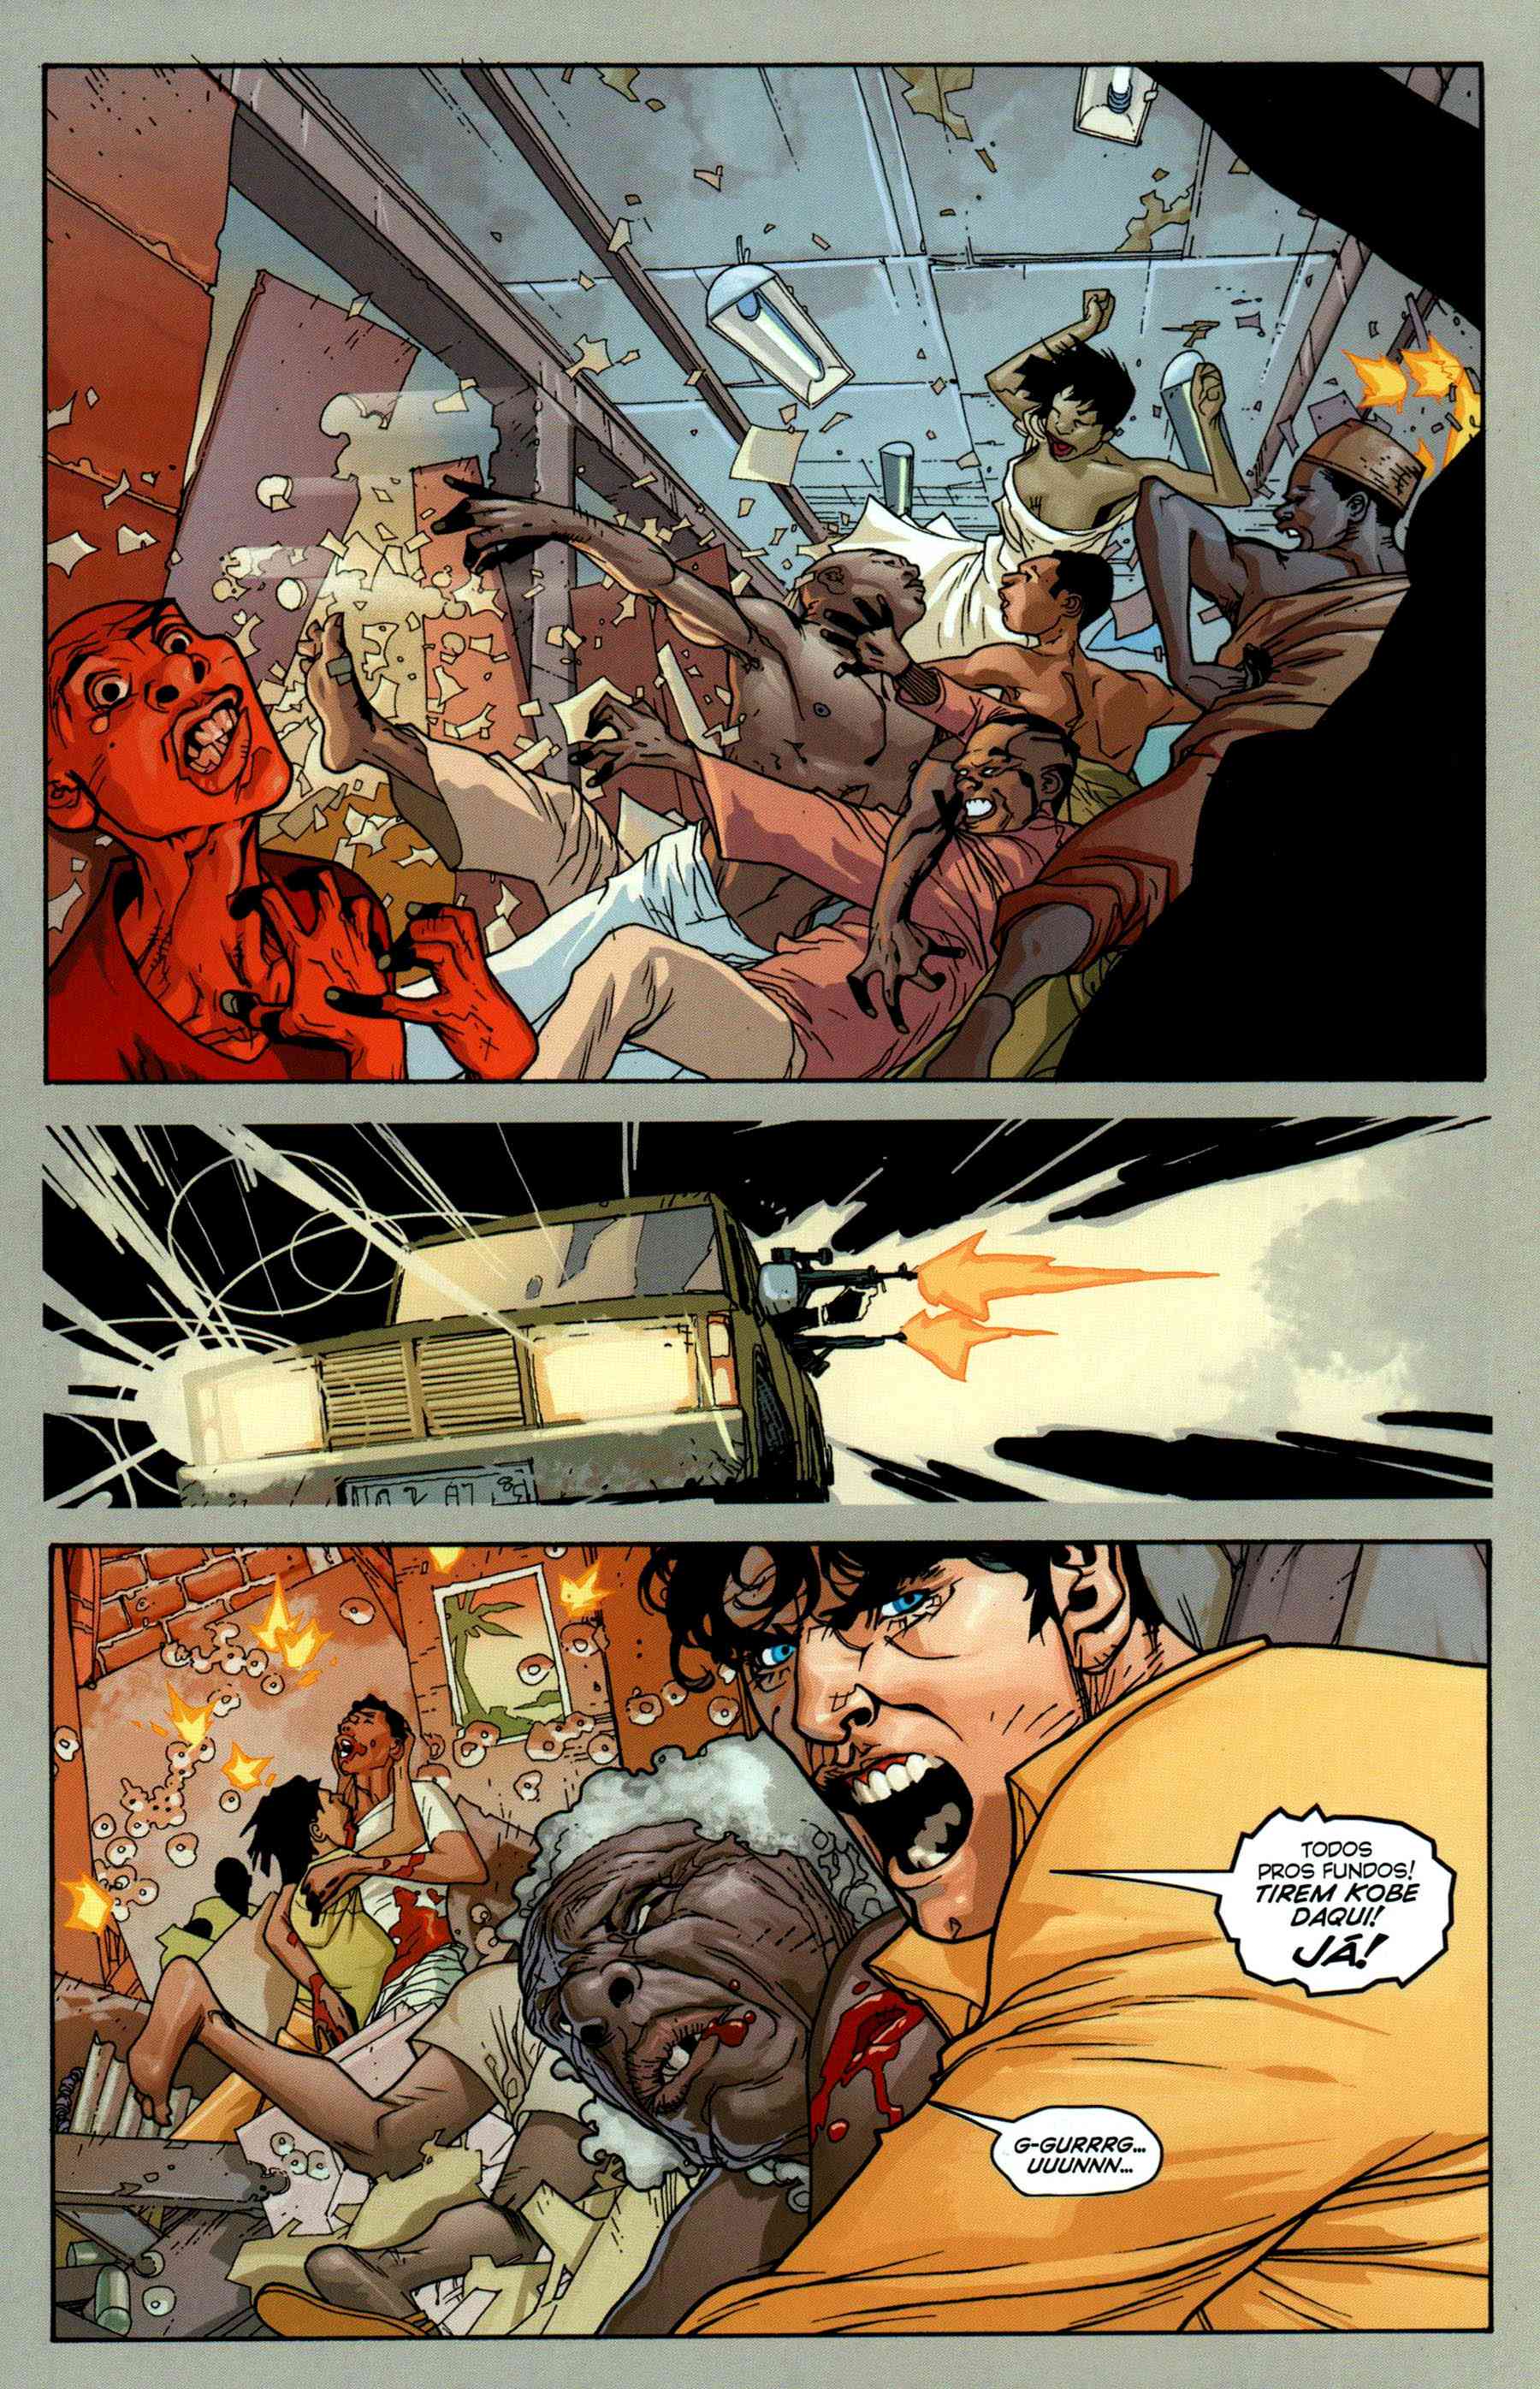 TODOS
PROS FUNDOS!
TIREM KOBE
DAQUI!
JÁ!
G-GURRRG...
UUUNNN...